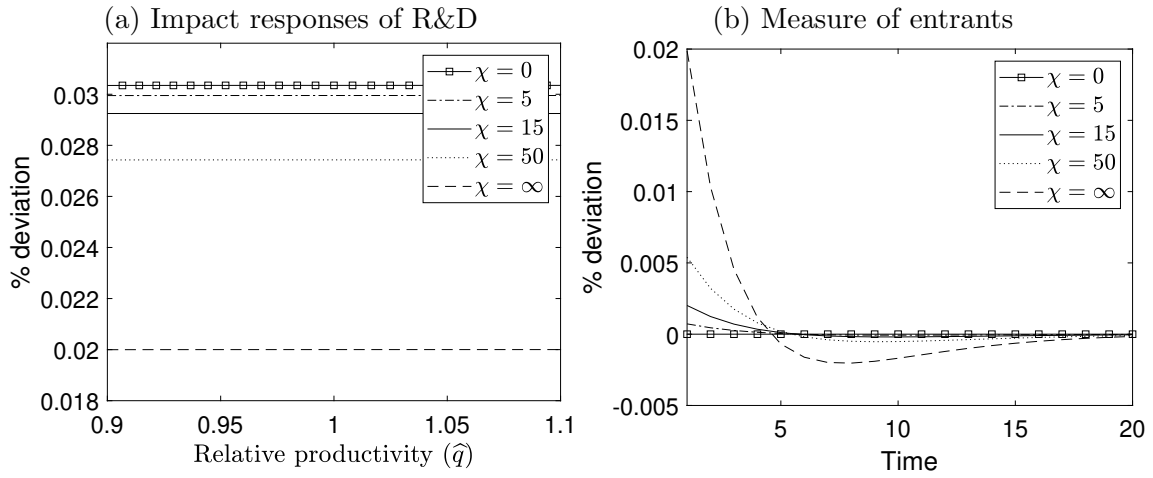 (a) Impact responses of R&D
χ = 0
χ = 5
χ = 15
χ = 50
χ = ∞
0.03
0.028
0.026
0.024
0.022
0.02
0.018
% deviation
0.9 0.95 1 1.05 1.1
Relative productivity (q̂)
(b) Measure of entrants
χ = 0
χ = 5
χ = 15
χ = 50
χ = ∞
0.02
0.015
0.01
0.005
0
-0.005
% deviation
5 10 15 20
Time